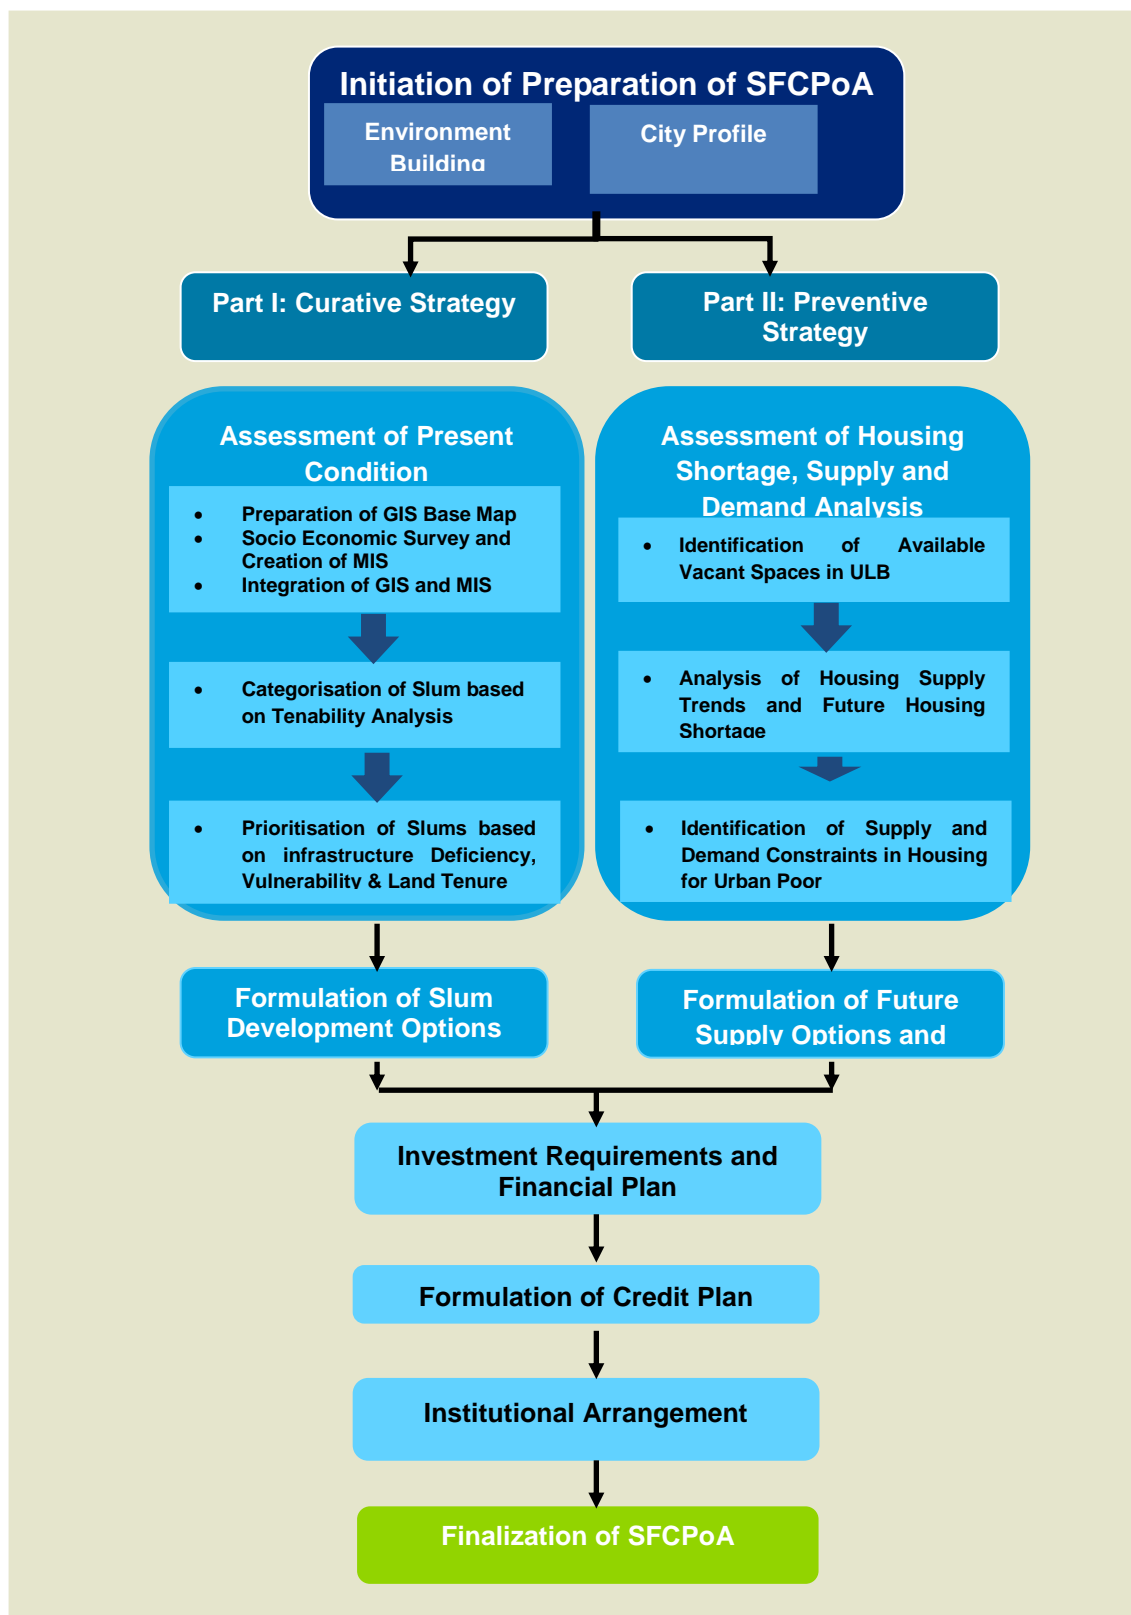 Initiation of Preparation of SFCPoA
Environment
Building
City Profile
Part I: Curative Strategy
Part II: Preventive
Strategy
Assessment of Present
Condition
• Preparation of GIS Base Map
• Socio Economic Survey and
Creation of MIS
• Integration of GIS and MIS
• Categorisation of Slum based
on Tenability Analysis
• Prioritisation of Slums based
on infrastructure Deficiency,
Vulnerability & Land Tenure
Assessment of Housing
Shortage, Supply and
Demand Analysis
• Identification of Available
Vacant Spaces in ULB
• Analysis of Housing Supply
Trends and Future Housing
Shortage
• Identification of Supply and
Demand Constraints in Housing
for Urban Poor
Formulation of Slum
Development Options
Formulation of Future
Supply Options and
Investment Requirements and
Financial Plan
Formulation of Credit Plan
Institutional Arrangement
Finalization of SFCPoA